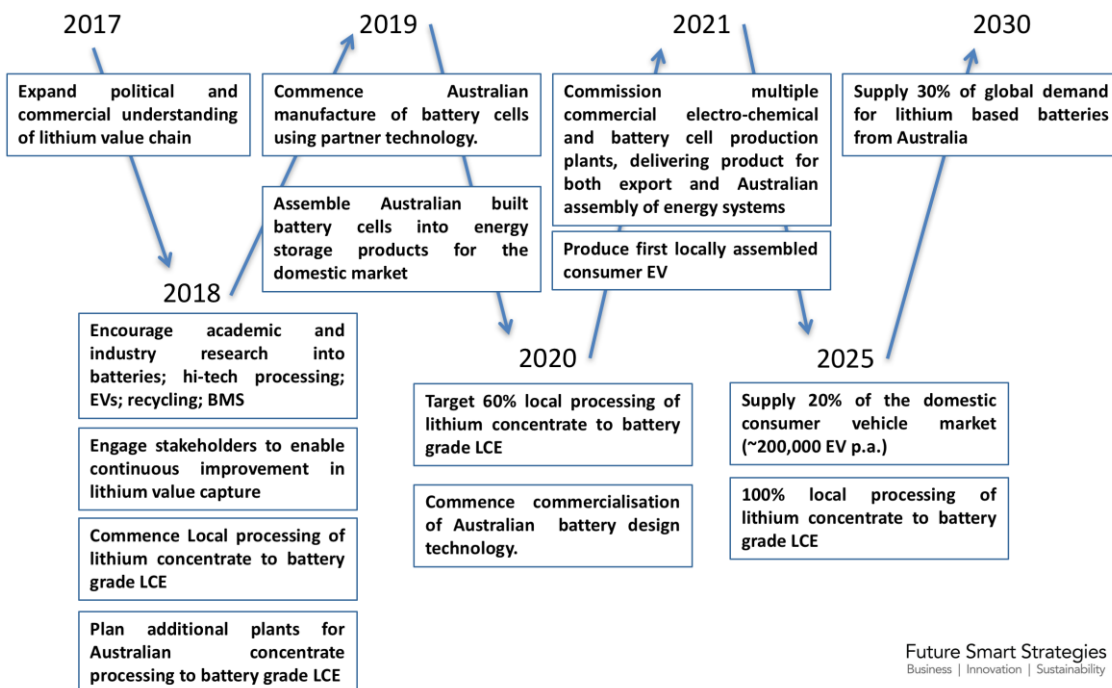 2017
Expand political and
commercial understanding
of lithium value chain
2018
Encourage academic and
industry research into
batteries; hi-tech processing;
EVs; recycling; BMS
Engage stakeholders to enable
continuous improvement in
lithium value capture
Commence Local processing of
lithium concentrate to battery
grade LCE
Plan additional plants for
Australian concentrate
processing to battery grade LCE
2019
Commence Australian
manufacture of battery cells
using partner technology.
Assemble Australian built
battery cells into energy
storage products for the
domestic market
2020
Target 60% local processing of
lithium concentrate to battery
grade LCE
Commence commercialisation
of Australian battery design
technology.
2021
Commission multiple
commercial electro-chemical
and battery cell production
plants, delivering product for
both export and Australian
assembly of energy systems
Produce first locally assembled
consumer EV
2025
Supply 20% of the domestic
consumer vehicle market
(~200,000 EV p.a.)
100% local processing of
lithium concentrate to battery
grade LCE
2030
Supply 30% of global demand
for lithium based batteries
from Australia
Future Smart Strategies
Business | Innovation | Sustainability